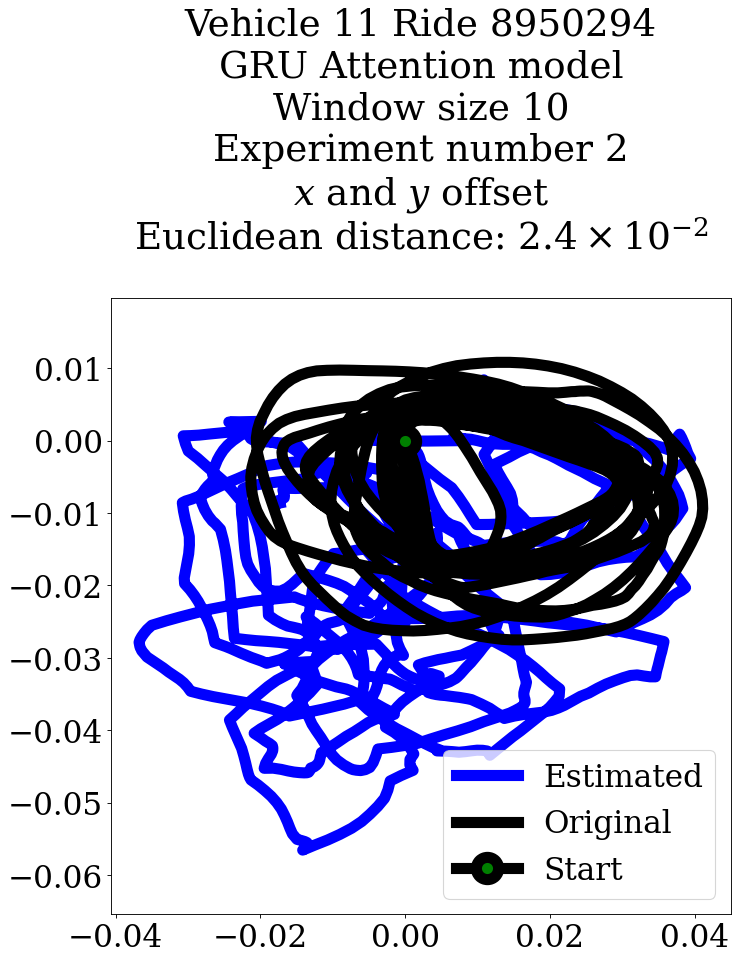 Vehicle 11 Ride 8950294
GRU Attention model
Window size 10
Experiment number 2
x and y offset
Euclidean distance: 2.4 × 10⁻²
0.01
0.00
−0.01
−0.02
−0.03
−0.04
−0.05
−0.06
Estimated
Original
Start
−0.04 −0.02 0.00 0.02 0.04